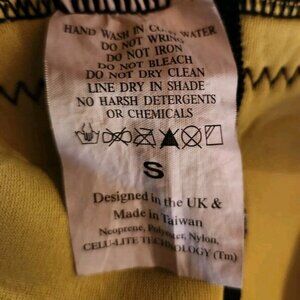 HAND WASH IN COLD WATER
DO NOT WRING
DO NOT IRON
DO NOT BLEACH
DO NOT DRY CLEAN
LINE DRY IN SHADE
NO HARSH DETERGENTS
OR CHEMICALS
S
Designed in the UK &
Made in Taiwan
Neoprene, Polyester, Nylon,
CELU-LITE TECHNOLOGY (Tm)